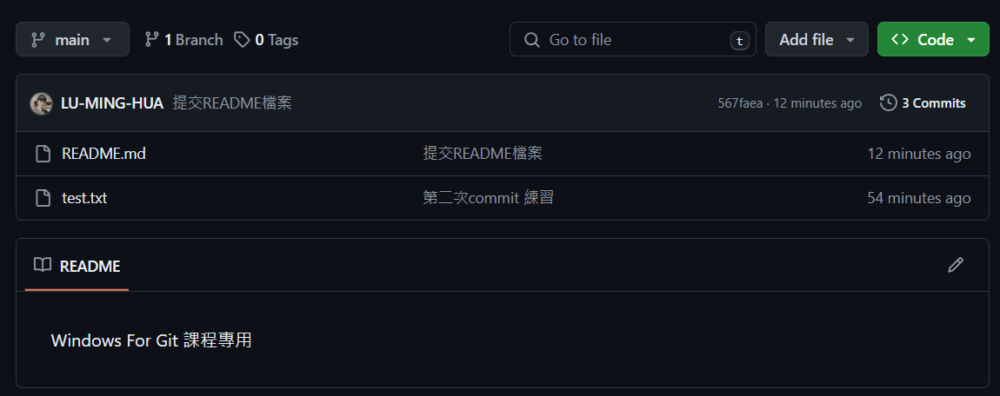 main 1 Branch 0 Tags Go to file t Add file Code
LU-MING-HUA 提交README檔案 567faea · 12 minutes ago 3 Commits
README.md 提交README檔案 12 minutes ago
test.txt 第二次commit 練習 54 minutes ago
README
Windows For Git 課程專用